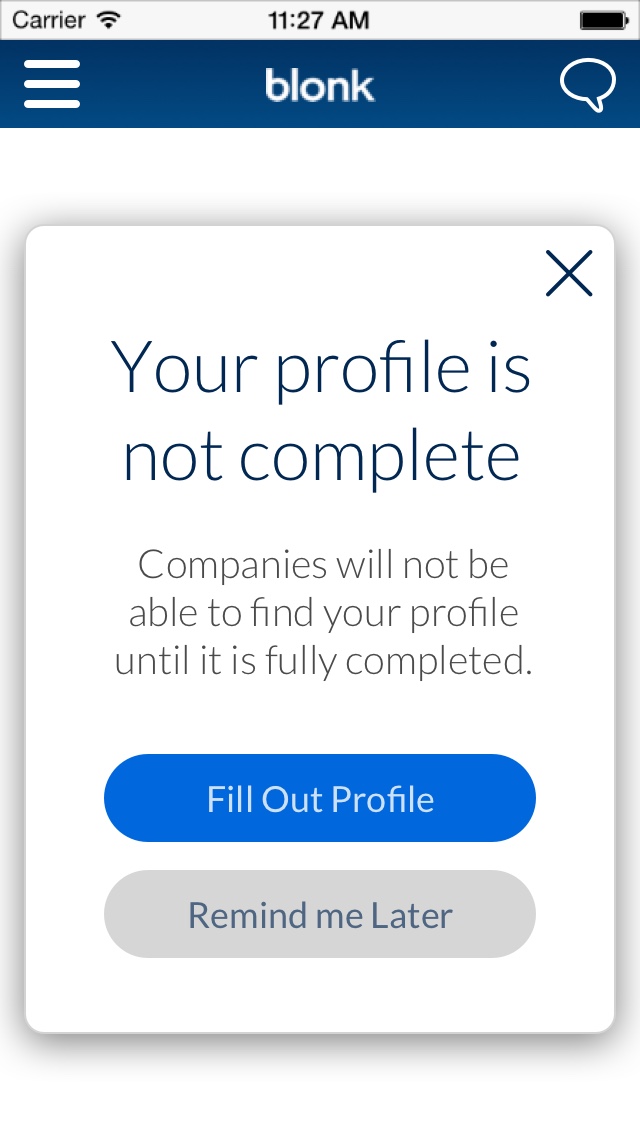 Carrier 11:27 AM
blonk
Your profile is
not complete
Companies will not be
able to find your profile
until it is fully completed.
Fill Out Profile
Remind me Later